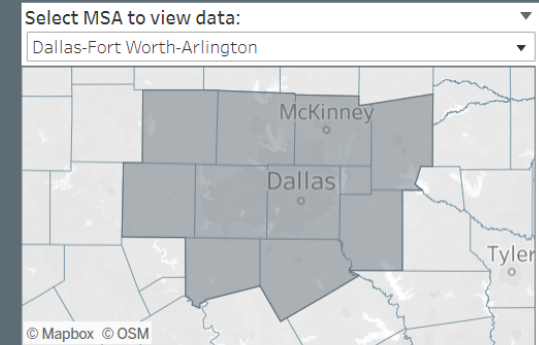 Select MSA to view data:
Dallas-Fort Worth-Arlington
McKinney
Dallas
Tyler
© Mapbox © OSM